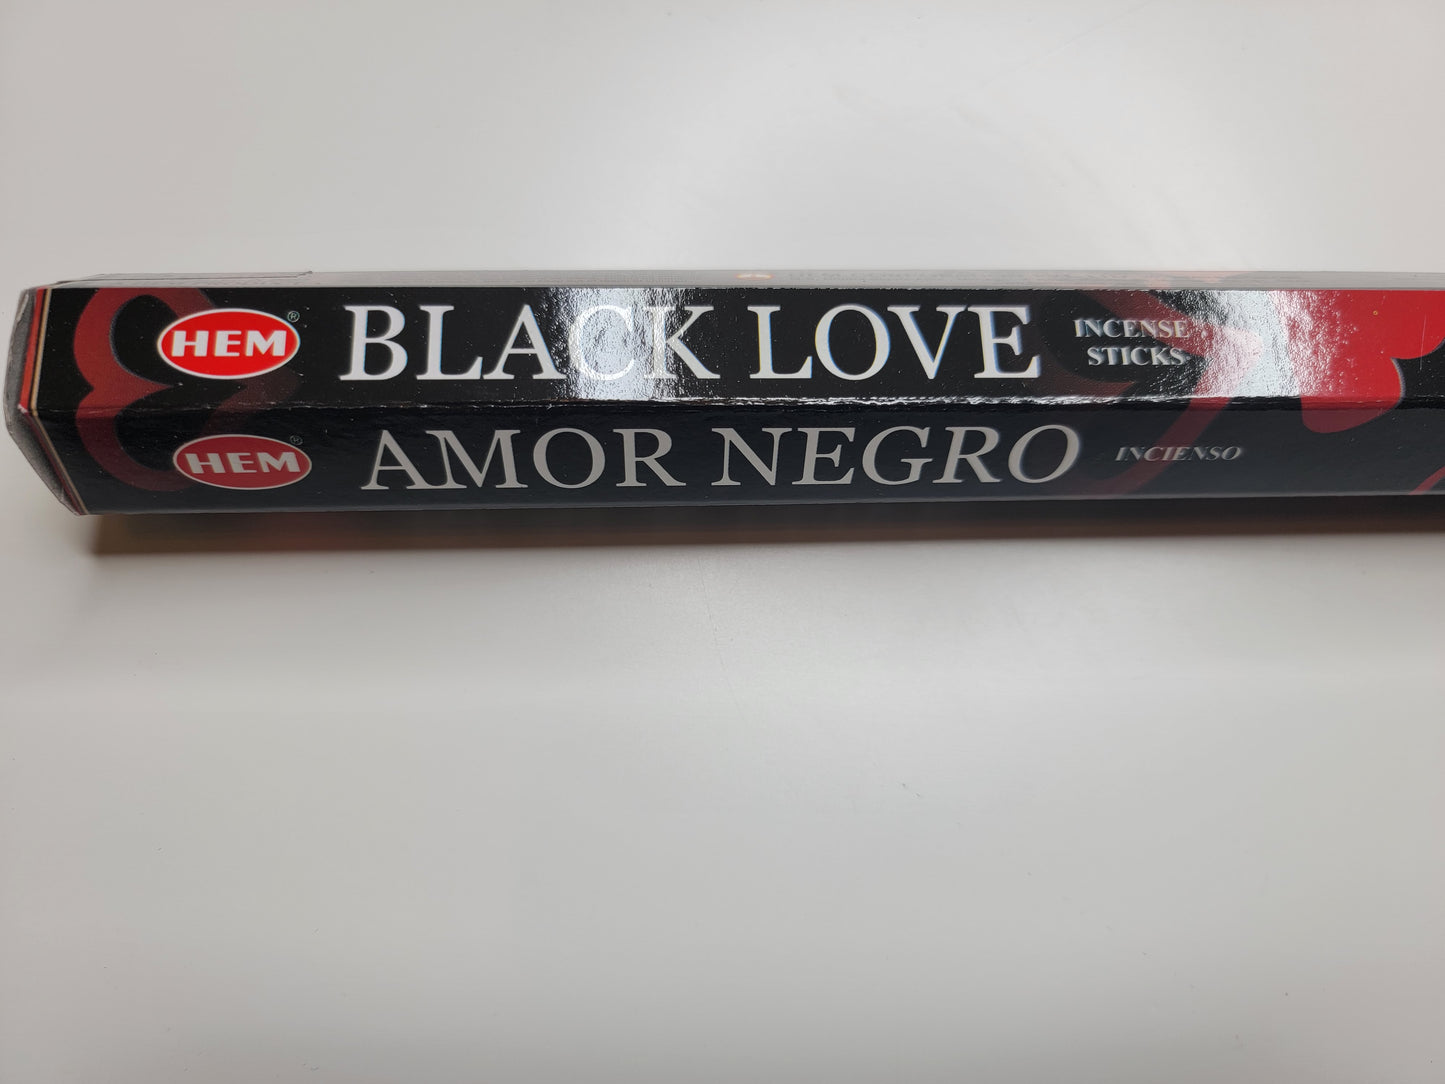 HEM® BLACK LOVE INCENSE STICKS
HEM® AMOR NEGRO INCIENSO